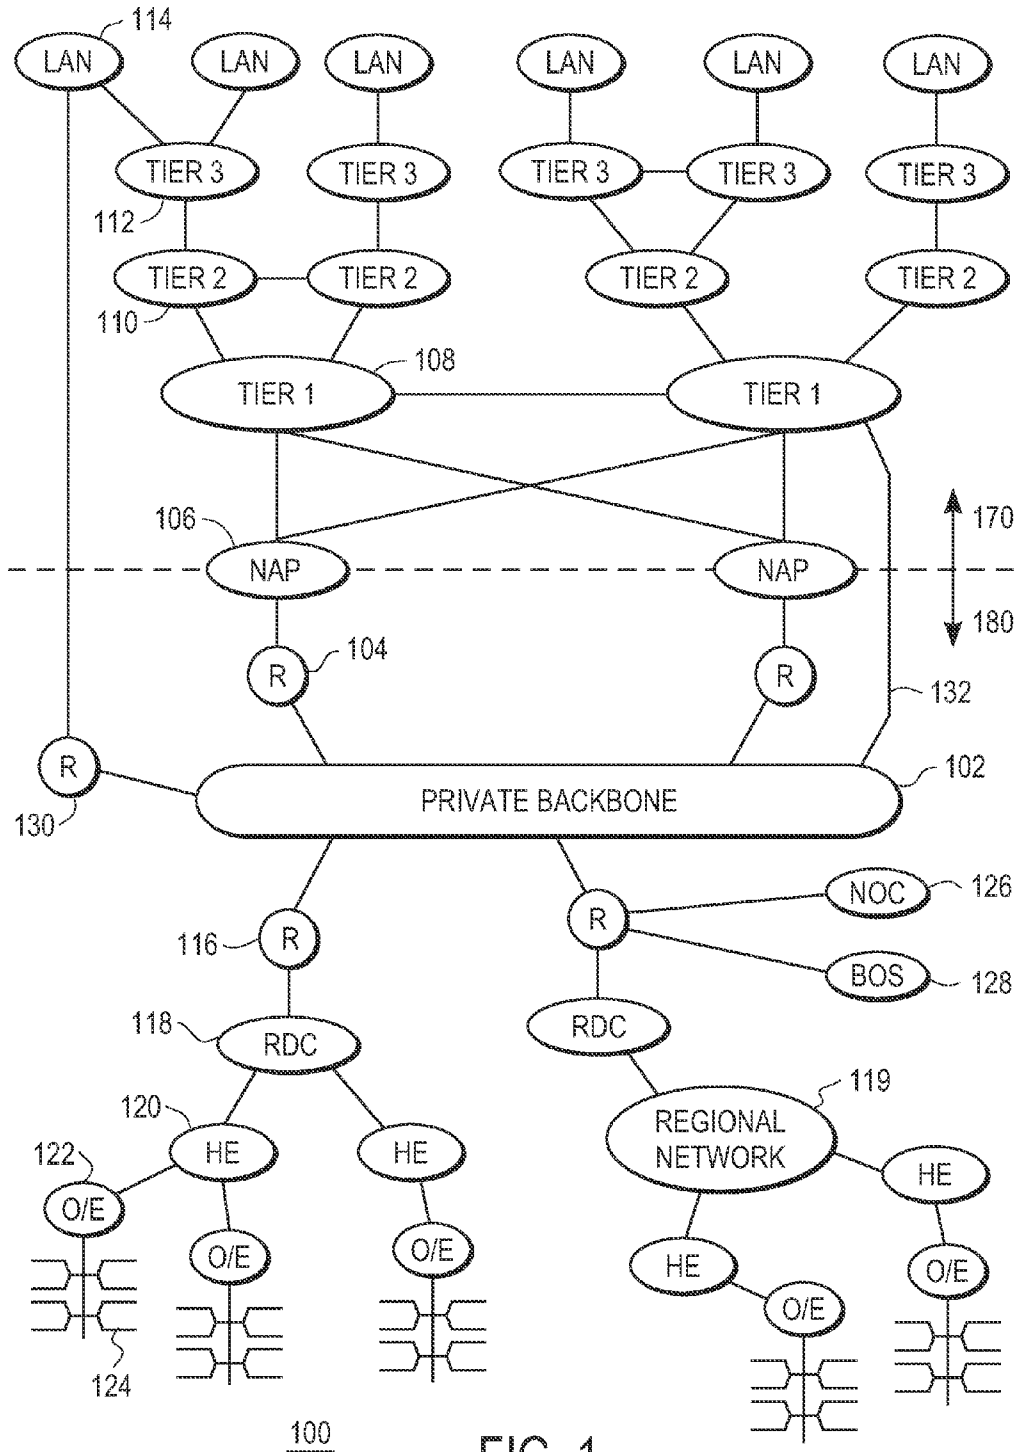 114
LAN LAN LAN LAN LAN LAN
TIER 3 TIER 3 TIER 3 TIER 3 TIER 3
112
TIER 2 TIER 2 TIER 2 TIER 2
110
108
TIER 1 TIER 1
106
170
NAP NAP
180
104
R R
132
R
102
PRIVATE BACKBONE
130
NOC 126
R
116 R
BOS 128
118
RDC
RDC
119
120
REGIONAL
NETWORK
HE HE
122
HE
O/E
O/E O/E
HE
O/E
O/E
124
100
FIG. 1